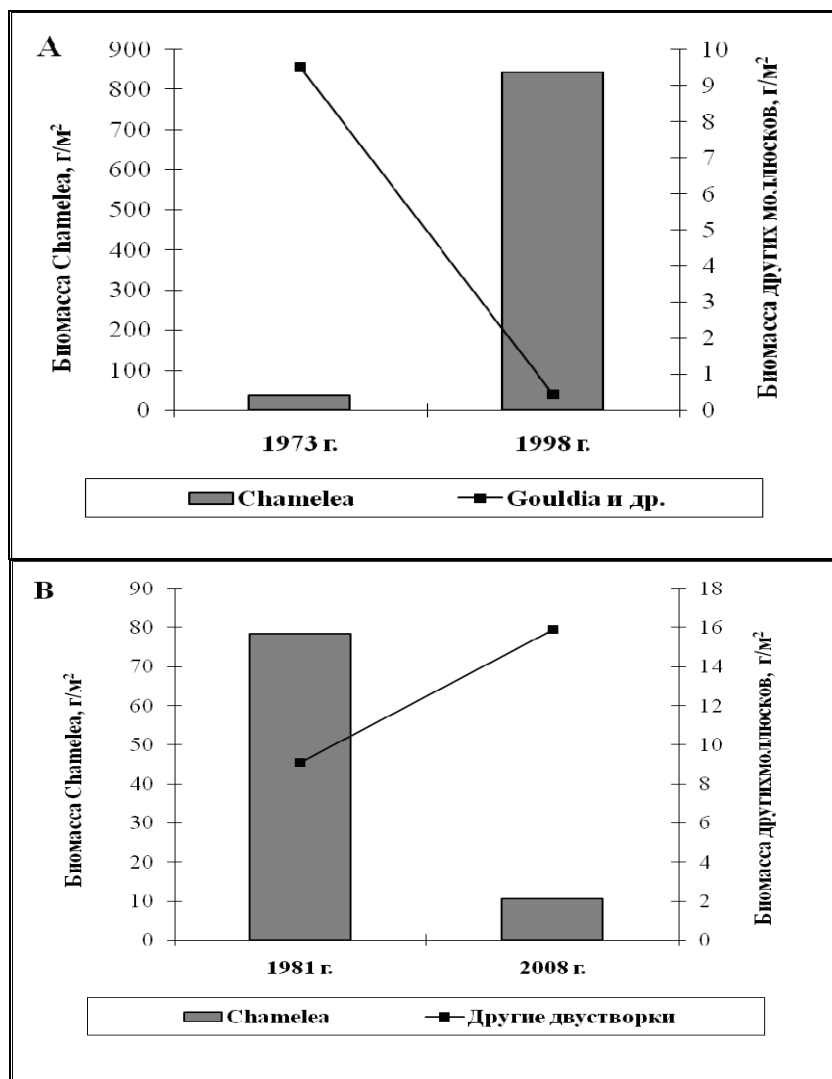 A
Биомасса Chamelea, г/м²
900
800
700
600
500
400
300
200
100
0
10
9
8
7
6
5
4
3
2
1
0
Биомасса других моллюсков, г/м²
1973 г.
1998 г.
Chamelea
Gouldia и др.
B
Биомасса Chamelea, г/м²
90
80
70
60
50
40
30
20
10
0
18
16
14
12
10
8
6
4
2
0
Биомасса другихмоллюсков, г/м²
1981 г.
2008 г.
Chamelea
Другие двустворки